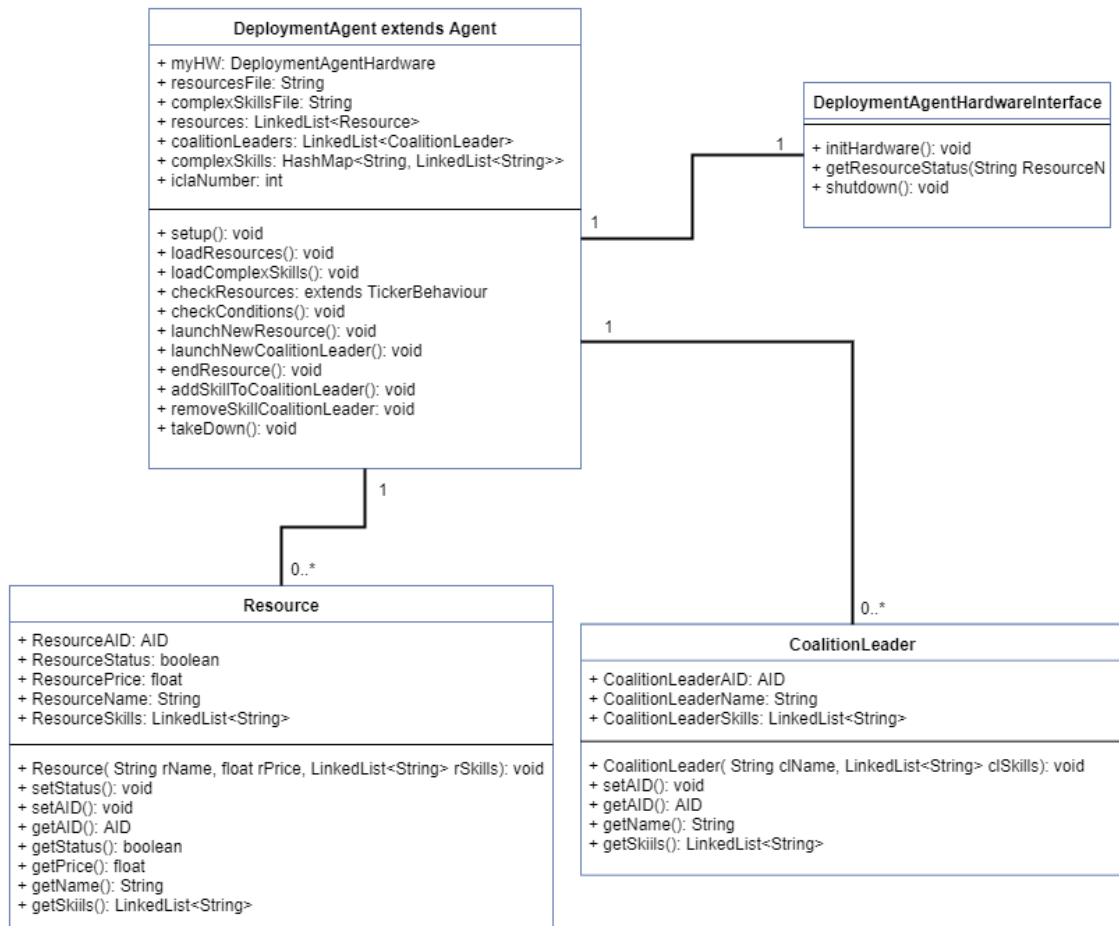 DeploymentAgent extends Agent
+ myHW: DeploymentAgentHardware
+ resourcesFile: String
+ complexSkillsFile: String
+ resources: LinkedList<Resource>
+ coalitionLeaders: LinkedList<CoalitionLeader>
+ complexSkills: HashMap<String, LinkedList<String>>
+ iclaNumber: int
+ setup(): void
+ loadResources(): void
+ loadComplexSkills(): void
+ checkResources: extends TickerBehaviour
+ checkConditions(): void
+ launchNewResource(): void
+ launchNewCoalitionLeader(): void
+ endResource(): void
+ addSkillToCoalitionLeader(): void
+ removeSkillCoalitionLeader: void
+ takeDown(): void
DeploymentAgentHardwareInterface
+ initHardware(): void
+ getResourceStatus(String ResourceN
+ shutdown(): void
1
1
1
1
0..*
0..*
Resource
+ ResourceAID: AID
+ ResourceStatus: boolean
+ ResourcePrice: float
+ ResourceName: String
+ ResourceSkills: LinkedList<String>
+ Resource( String rName, float rPrice, LinkedList<String> rSkills): void
+ setStatus(): void
+ setAID(): void
+ getAID(): AID
+ getStatus(): boolean
+ getPrice(): float
+ getName(): String
+ getSkiils(): LinkedList<String>
CoalitionLeader
+ CoalitionLeaderAID: AID
+ CoalitionLeaderName: String
+ CoalitionLeaderSkills: LinkedList<String>
+ CoalitionLeader( String clName, LinkedList<String> clSkills): void
+ setAID(): void
+ getAID(): AID
+ getName(): String
+ getSkiils(): LinkedList<String>